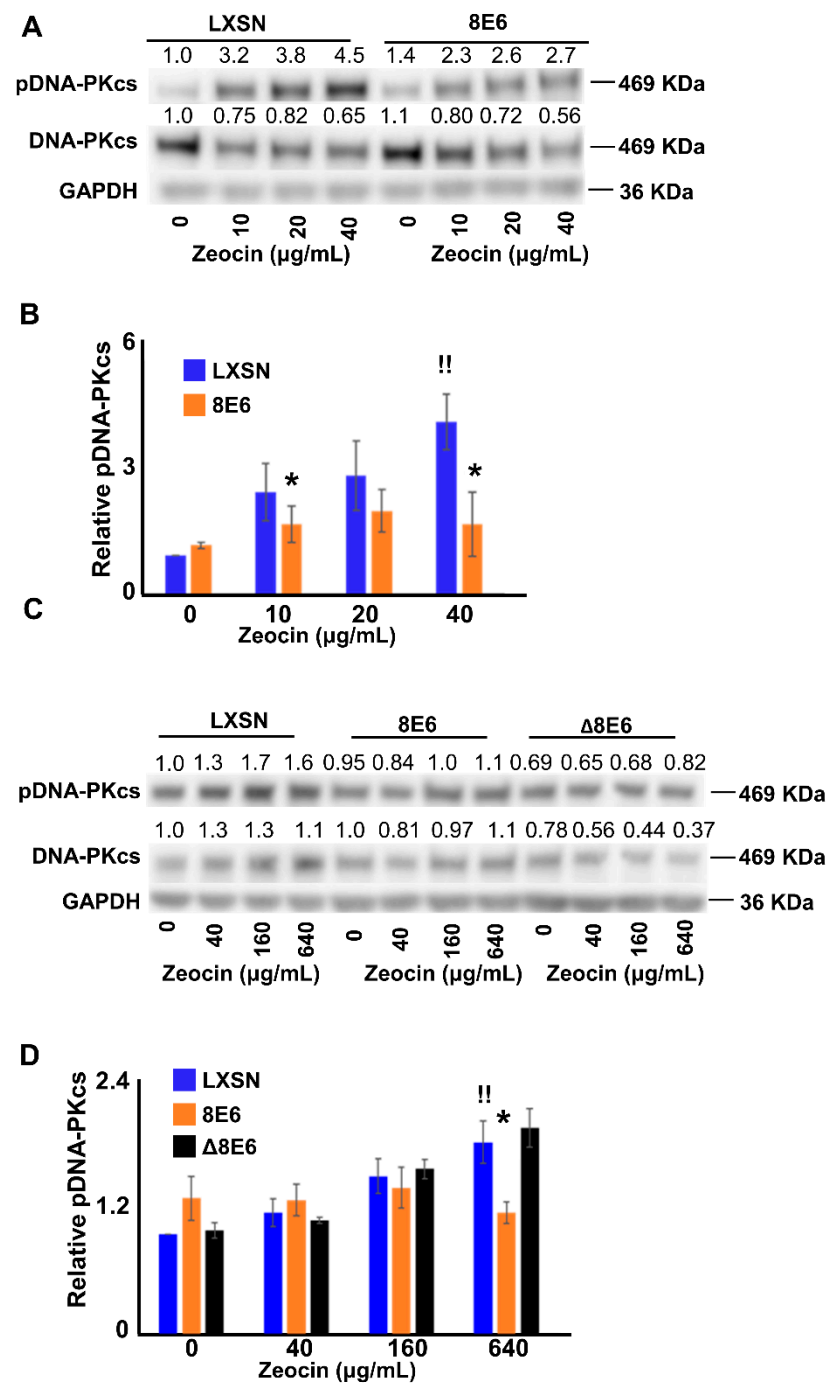 A
LXSN 8E6
1.0 3.2 3.8 4.5 1.4 2.3 2.6 2.7
pDNA-PKcs 469 KDa
1.0 0.75 0.82 0.65 1.1 0.80 0.72 0.56
DNA-PKcs 469 KDa
GAPDH 36 KDa
0 10 20 40 0 10 20 40
Zeocin (µg/mL) Zeocin (µg/mL)
B
Relative pDNA-PKcs
6
3
0
LXSN
8E6
* !! *
0 10 20 40
Zeocin (µg/mL)
C
LXSN 8E6 Δ8E6
1.0 1.3 1.7 1.6 0.95 0.84 1.0 1.1 0.69 0.65 0.68 0.82
pDNA-PKcs 469 KDa
1.0 1.3 1.3 1.1 1.0 0.81 0.97 1.1 0.78 0.56 0.44 0.37
DNA-PKcs 469 KDa
GAPDH 36 KDa
0 40 160 640 0 40 160 640 0 40 160 640
Zeocin (µg/mL) Zeocin (µg/mL) Zeocin (µg/mL)
D
Relative pDNA-PKcs
2.4
1.2
0
LXSN
8E6
Δ8E6
!! *
0 40 160 640
Zeocin (µg/mL)